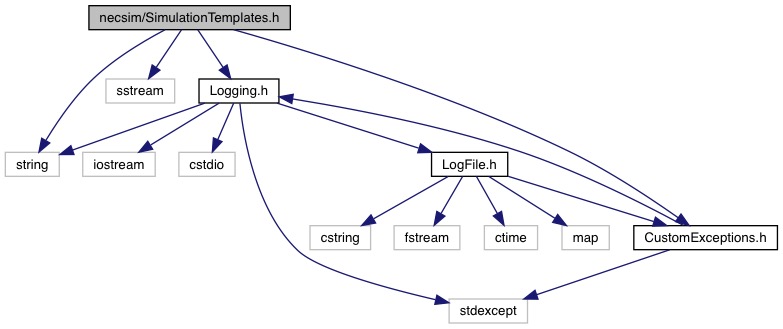 necsim/SimulationTemplates.h
sstream
Logging.h
string
iostream
cstdio
LogFile.h
cstring
fstream
ctime
map
CustomExceptions.h
stdexcept